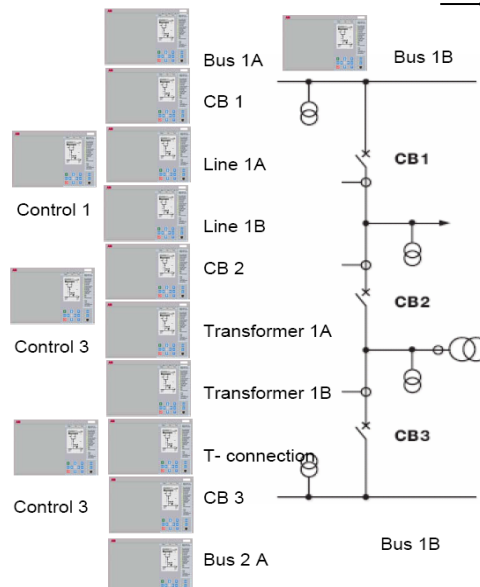 Bus 1A
Bus 1B
CB 1
CB1
Line 1A
Control 1
Line 1B
CB 2
CB2
Control 3
Transformer 1A
Transformer 1B
CB3
T- connection
Control 3
CB 3
Bus 1B
Bus 2 A